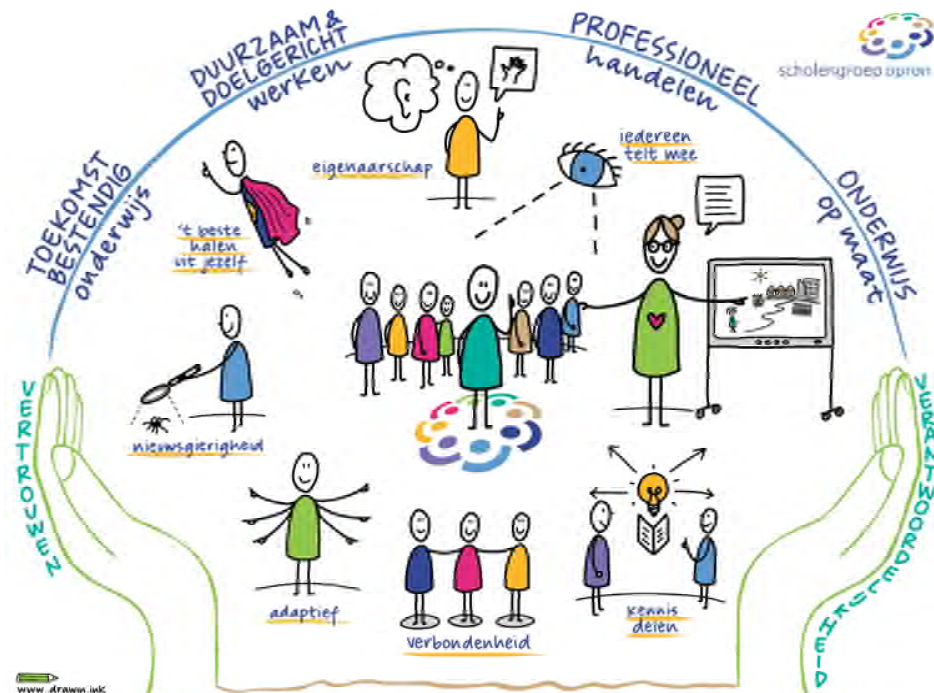 TOEKOMST
BESTENDIG
onderwijs
DUURZAAM &
DOELGERICHT
werken
PROFESSIONEEL
handelen
ONDERWIJS
op maat
scholengroep opron
eigenaarschap
iedereen
telt mee
't beste
halen
uit jezelf
nieuwsgierigheid
adaptief
verbondenheid
kennis
delen
VERTROUWEN
VERANTWOORDELIJKHEID
www.drawin.ink